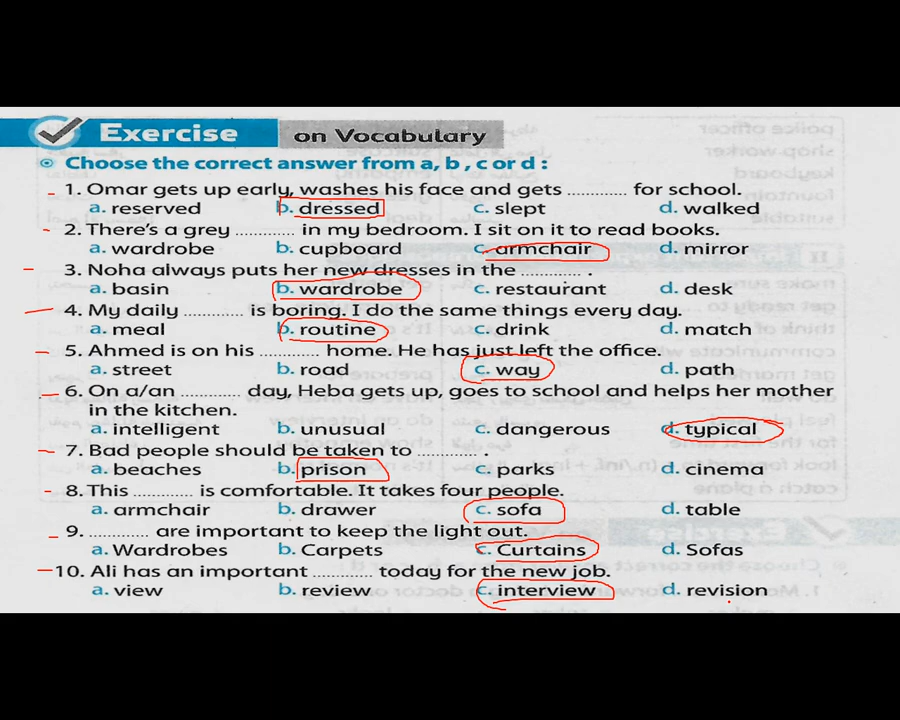 Exercise on Vocabulary
Choose the correct answer from a, b , c or d :
1. Omar gets up early, washes his face and gets ............ for school.
a. reserved b. dressed c. slept d. walked
2. There's a grey ............ in my bedroom. I sit on it to read books.
a. wardrobe b. cupboard c. armchair d. mirror
3. Noha always puts her new dresses in the ............ .
a. basin b. wardrobe c. restaurant d. desk
4. My daily ............ is boring. I do the same things every day.
a. meal b. routine c. drink d. match
5. Ahmed is on his ............ home. He has just left the office.
a. street b. road c. way d. path
6. On a/an ............ day, Heba gets up, goes to school and helps her mother
in the kitchen.
a. intelligent b. unusual c. dangerous d. typical
7. Bad people should be taken to ............ .
a. beaches b. prison c. parks d. cinema
8. This ............ is comfortable. It takes four people.
a. armchair b. drawer c. sofa d. table
9. ............ are important to keep the light out.
a. Wardrobes b. Carpets c. Curtains d. Sofas
10. Ali has an important ............ today for the new job.
a. view b. review c. interview d. revision